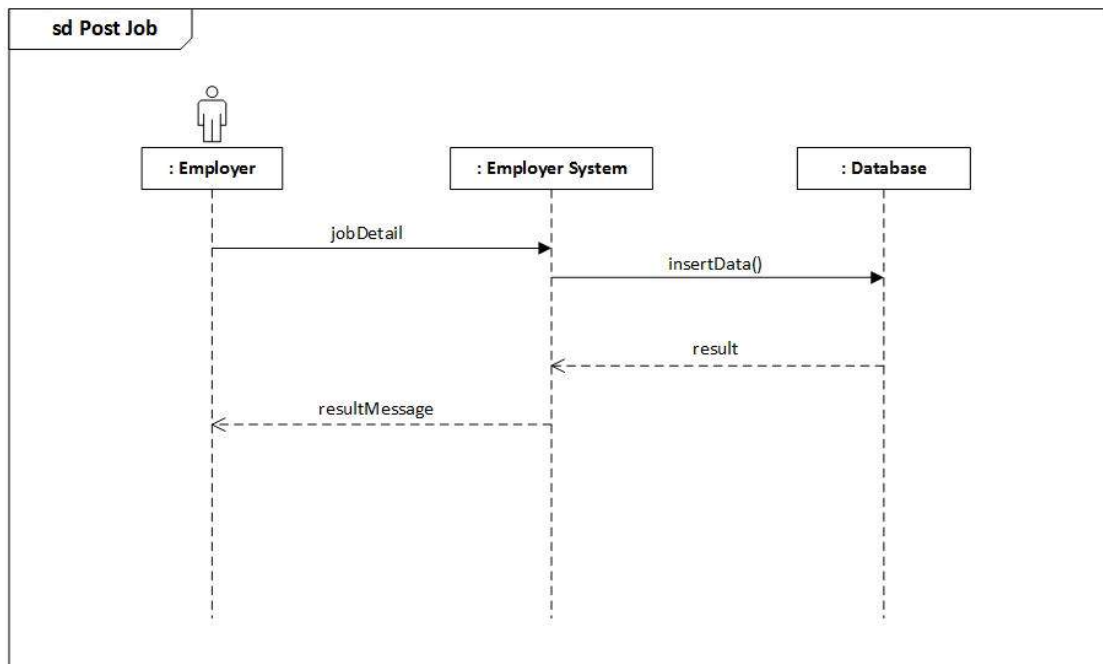 sd Post Job
: Employer
: Employer System
: Database
jobDetail
insertData()
result
resultMessage